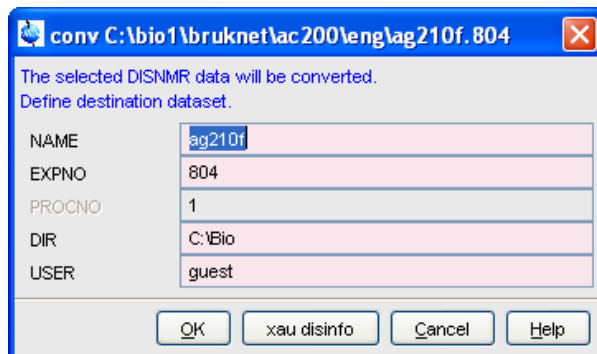 conv C:\bio1\bruknet\ac200\eng\ag210f.804
The selected DISNMR data will be converted.
Define destination dataset.
NAME ag210f
EXPNO 804
PROCNO 1
DIR C:\Bio
USER guest
OK xau disinfo Cancel Help